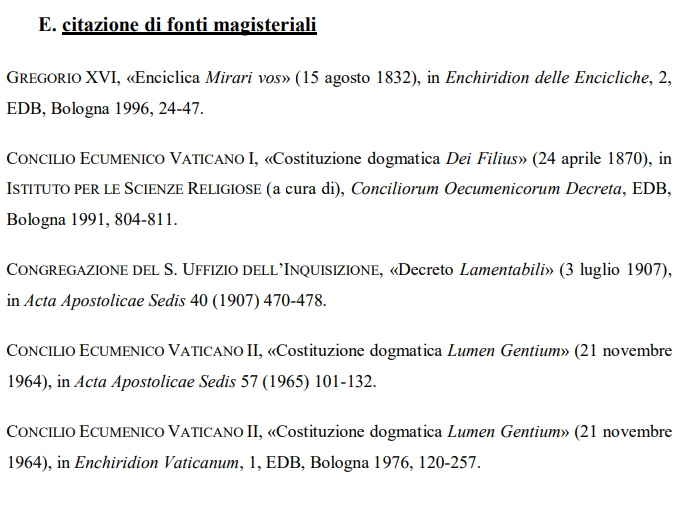 E. citazione di fonti magisteriali
GREGORIO XVI, «Enciclica Mirari vos» (15 agosto 1832), in Enchiridion delle Encicliche, 2,
EDB, Bologna 1996, 24-47.
CONCILIO ECUMENICO VATICANO I, «Costituzione dogmatica Dei Filius» (24 aprile 1870), in
ISTITUTO PER LE SCIENZE RELIGIOSE (a cura di), Conciliorum Oecumenicorum Decreta, EDB,
Bologna 1991, 804-811.
CONGREGAZIONE DEL S. UFFIZIO DELL'INQUISIZIONE, «Decreto Lamentabili» (3 luglio 1907),
in Acta Apostolicae Sedis 40 (1907) 470-478.
CONCILIO ECUMENICO VATICANO II, «Costituzione dogmatica Lumen Gentium» (21 novembre
1964), in Acta Apostolicae Sedis 57 (1965) 101-132.
CONCILIO ECUMENICO VATICANO II, «Costituzione dogmatica Lumen Gentium» (21 novembre
1964), in Enchiridion Vaticanum, 1, EDB, Bologna 1976, 120-257.